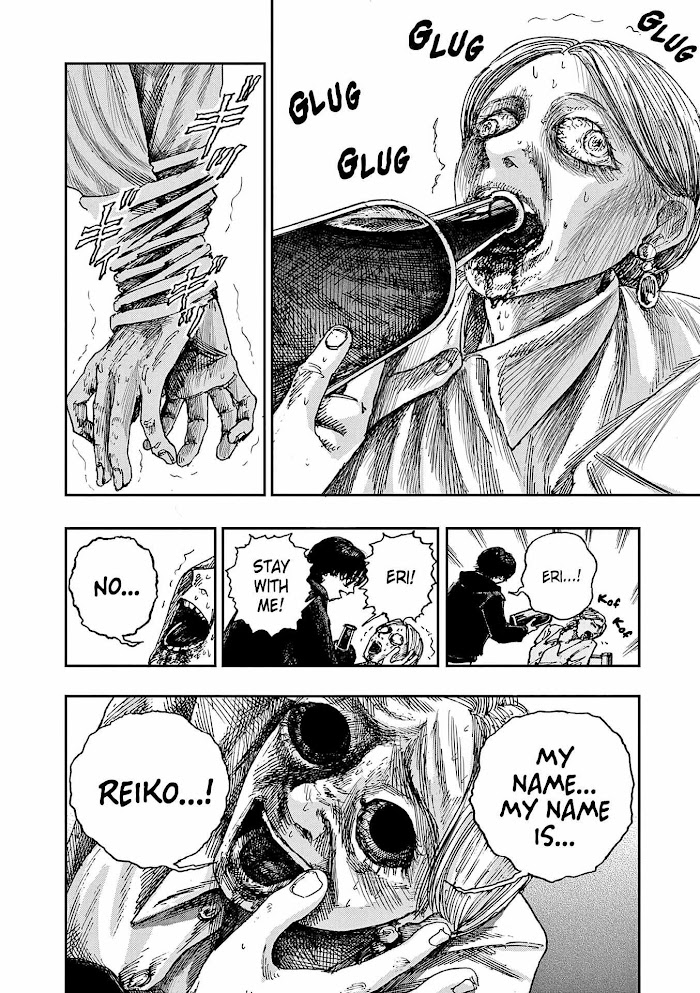 GLUG
GLUG
GLUG
GLUG
ギッ
ギッ
ギッ
ERI...!
KOF
KOF
ERI!
STAY
WITH
ME!
NO...
MY
NAME...
MY NAME
IS...
REIKO...!